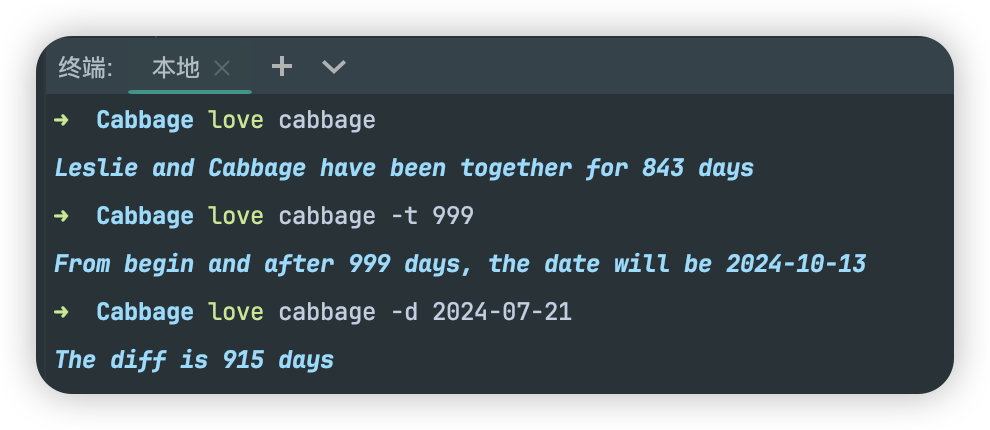 终端: 本地
➜ Cabbage love cabbage
Leslie and Cabbage have been together for 843 days
➜ Cabbage love cabbage -t 999
From begin and after 999 days, the date will be 2024-10-13
➜ Cabbage love cabbage -d 2024-07-21
The diff is 915 days